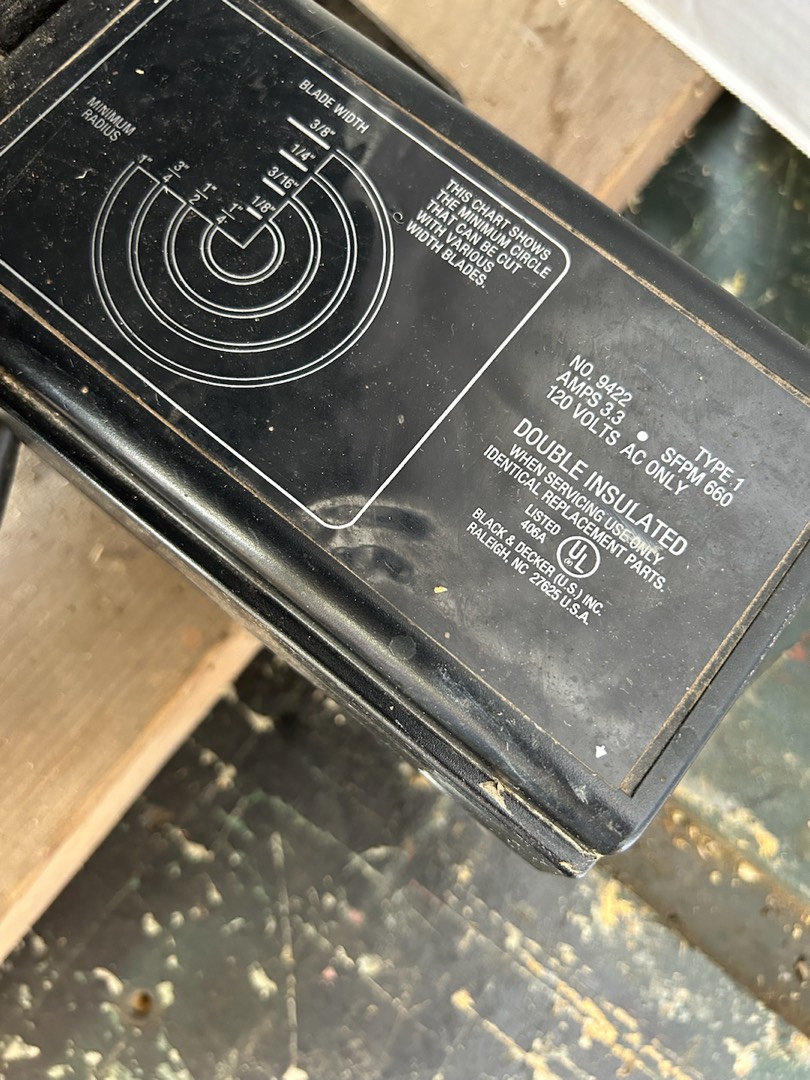 MINIMUM
RADIUS
1"
3"
4
1"
2
1"
4
BLADE WIDTH
3/8"
1/4"
3/16"
1/8"
THIS CHART SHOWS
THE MINIMUM CIRCLE
THAT CAN BE CUT
WITH VARIOUS
WIDTH BLADES.
NO. 9422 TYPE 1
AMPS 3.3 • SFPM 660
120 VOLTS AC ONLY
DOUBLE INSULATED
WHEN SERVICING USE ONLY
IDENTICAL REPLACEMENT PARTS.
LISTED
406A
UL
BLACK & DECKER (U.S.) INC.
RALEIGH, NC 27625 U.S.A.